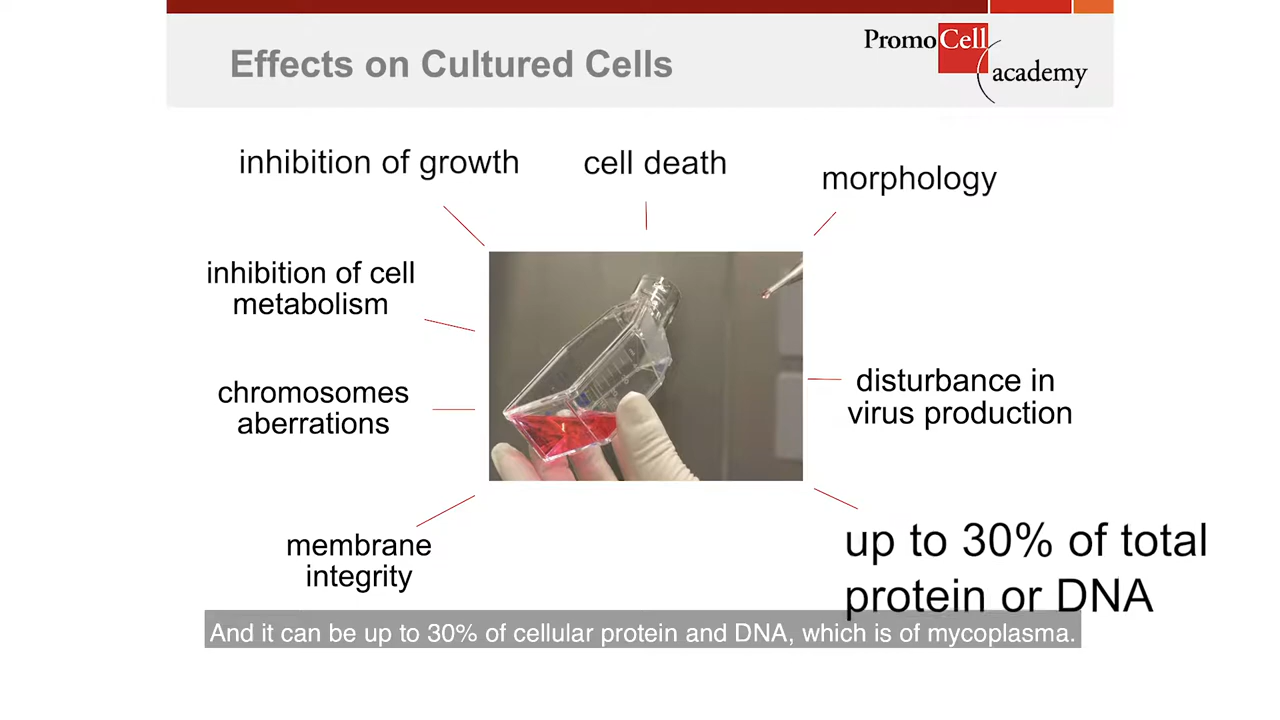 Effects on Cultured Cells
PromoCell
academy
inhibition of growth
cell death
morphology
inhibition of cell
metabolism
chromosomes
aberrations
disturbance in
virus production
membrane
integrity
up to 30% of total
protein or DNA
And it can be up to 30% of cellular protein and DNA, which is of mycoplasma.